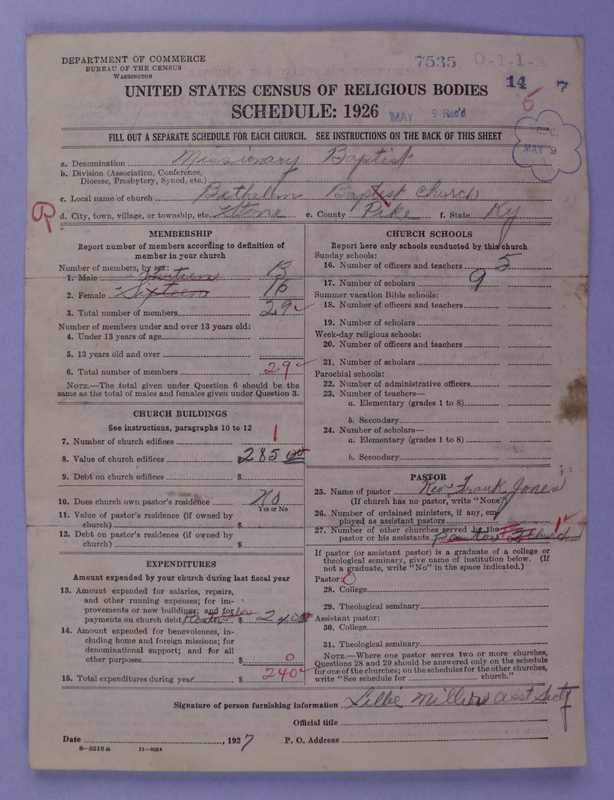 DEPARTMENT OF COMMERCE
BUREAU OF THE CENSUS
WASHINGTON
7535 O-1-1-A
14 7
UNITED STATES CENSUS OF RELIGIOUS BODIES
SCHEDULE: 1926
MAY 9 Rec'd
MAY 9
FILL OUT A SEPARATE SCHEDULE FOR EACH CHURCH. SEE INSTRUCTIONS ON THE BACK OF THIS SHEET
a. Denomination Missionary Baptist
b. Division (Association, Conference, Diocese, Presbytery, Synod, etc.)
c. Local name of church Bethelem Baptist Church
d. City, town, village, or township, etc. Stone e. County Pike f. State Ky
R
MEMBERSHIP
Report number of members according to definition of member in your church
Number of members, by sex:
1. Male Thirteen 13
2. Female Sixteen 16
3. Total number of members 29
Number of members under and over 13 years old:
4. Under 13 years of age
5. 13 years old and over
6. Total number of members 29
NOTE.—The total given under Question 6 should be the same as the total of males and females given under Question 3.
CHURCH BUILDINGS
See instructions, paragraphs 10 to 12
7. Number of church edifices 1
8. Value of church edifices $ 285 00
9. Debt on church edifices $
10. Does church own pastor's residence No
Yes or No
11. Value of pastor's residence (if owned by church) $
12. Debt on pastor's residence (if owned by church) $
EXPENDITURES
Amount expended by your church during last fiscal year
13. Amount expended for salaries, repairs, and other running expenses; for improvements or new buildings; and for payments on church debt $ 240
14. Amount expended for benevolences, including home and foreign missions; for denominational support; and for all other purposes $ 0
15. Total expenditures during year $ 240
CHURCH SCHOOLS
Report here only schools conducted by this church
Sunday schools:
16. Number of officers and teachers 5
17. Number of scholars 9
Summer vacation Bible schools:
18. Number of officers and teachers
19. Number of scholars
Week-day religious schools:
20. Number of officers and teachers
21. Number of scholars
Parochial schools:
22. Number of administrative officers
23. Number of teachers—
a. Elementary (grades 1 to 8)
b. Secondary
24. Number of scholars—
a. Elementary (grades 1 to 8)
b. Secondary
PASTOR
25. Name of pastor Rev Frank Jones
(If church has no pastor, write "None")
26. Number of ordained ministers, if any, employed as assistant pastors
27. Number of other churches served by the pastor or his assistants 1
If pastor (or assistant pastor) is a graduate of a college or theological seminary, give name of institution below. (If not a graduate, write "No" in the space indicated.)
Pastor: O
28. College
29. Theological seminary
Assistant pastor:
30. College
31. Theological seminary
NOTE.—Where one pastor serves two or more churches, Questions 28 and 29 should be answered only on the schedule for one of the churches; on the schedules for the other churches, write "See schedule for church."
Signature of person furnishing information Lillie Miller asst Secty
Official title
Date , 1927 P. O. Address
8—5518a 11—9054